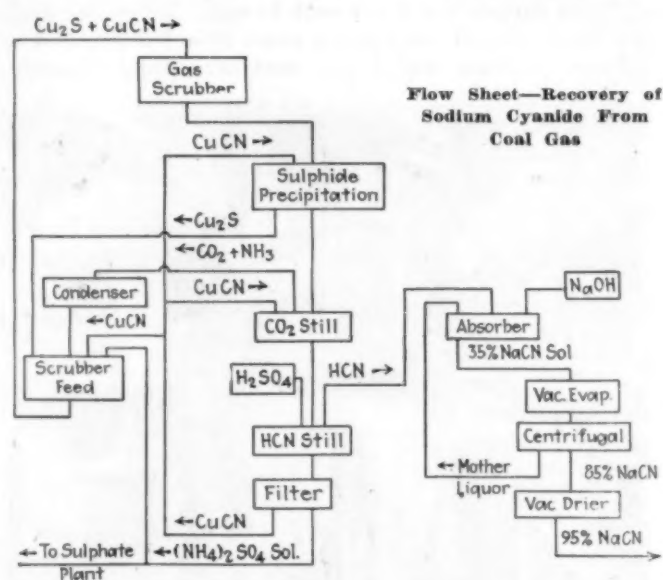 Cu₂S + CuCN →
Gas
Scrubber
Flow Sheet—Recovery of
Sodium Cyanide From
Coal Gas
CuCN →
Sulphide
Precipitation
←Cu₂S
←CO₂+NH₃
Condenser
CuCN →
NaOH
←CuCN
CO₂ Still
Absorber
Scrubber
Feed
H₂SO₄
HCN →
35% NaCN Sol
Vac. Evap.
HCN Still
Centrifugal
←Mother
Liquor
85% NaCN
Filter
Vac Drier
←CuCN
95% NaCN
←To Sulphate
Plant
←(NH4)₂SO₄ Sol.